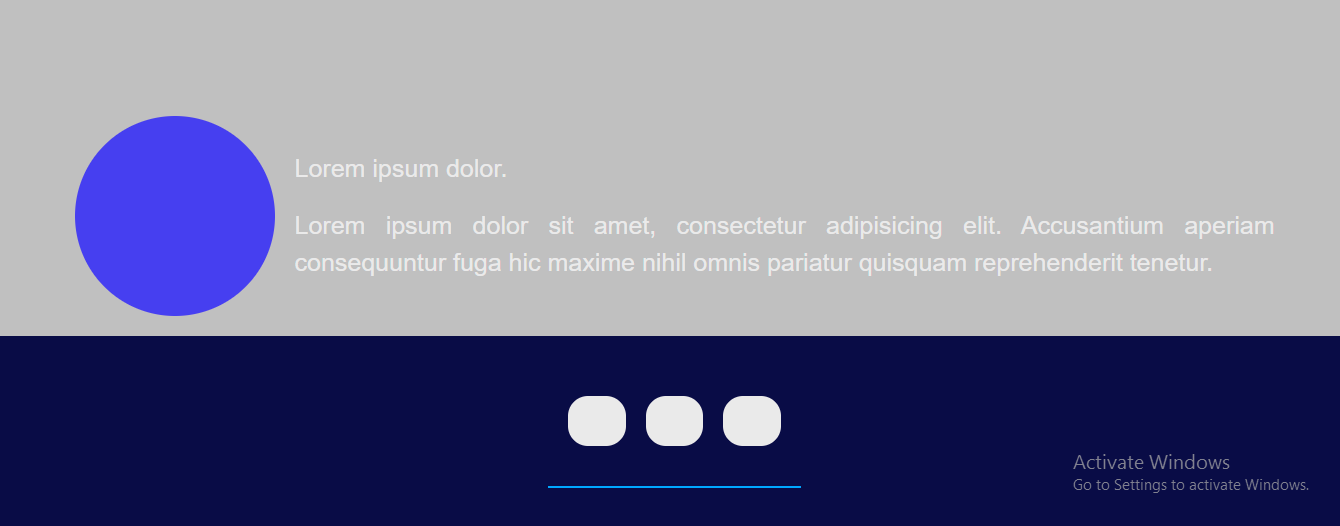 Lorem ipsum dolor.
Lorem ipsum dolor sit amet, consectetur adipisicing elit. Accusantium aperiam
consequuntur fuga hic maxime nihil omnis pariatur quisquam reprehenderit tenetur.
Activate Windows
Go to Settings to activate Windows.